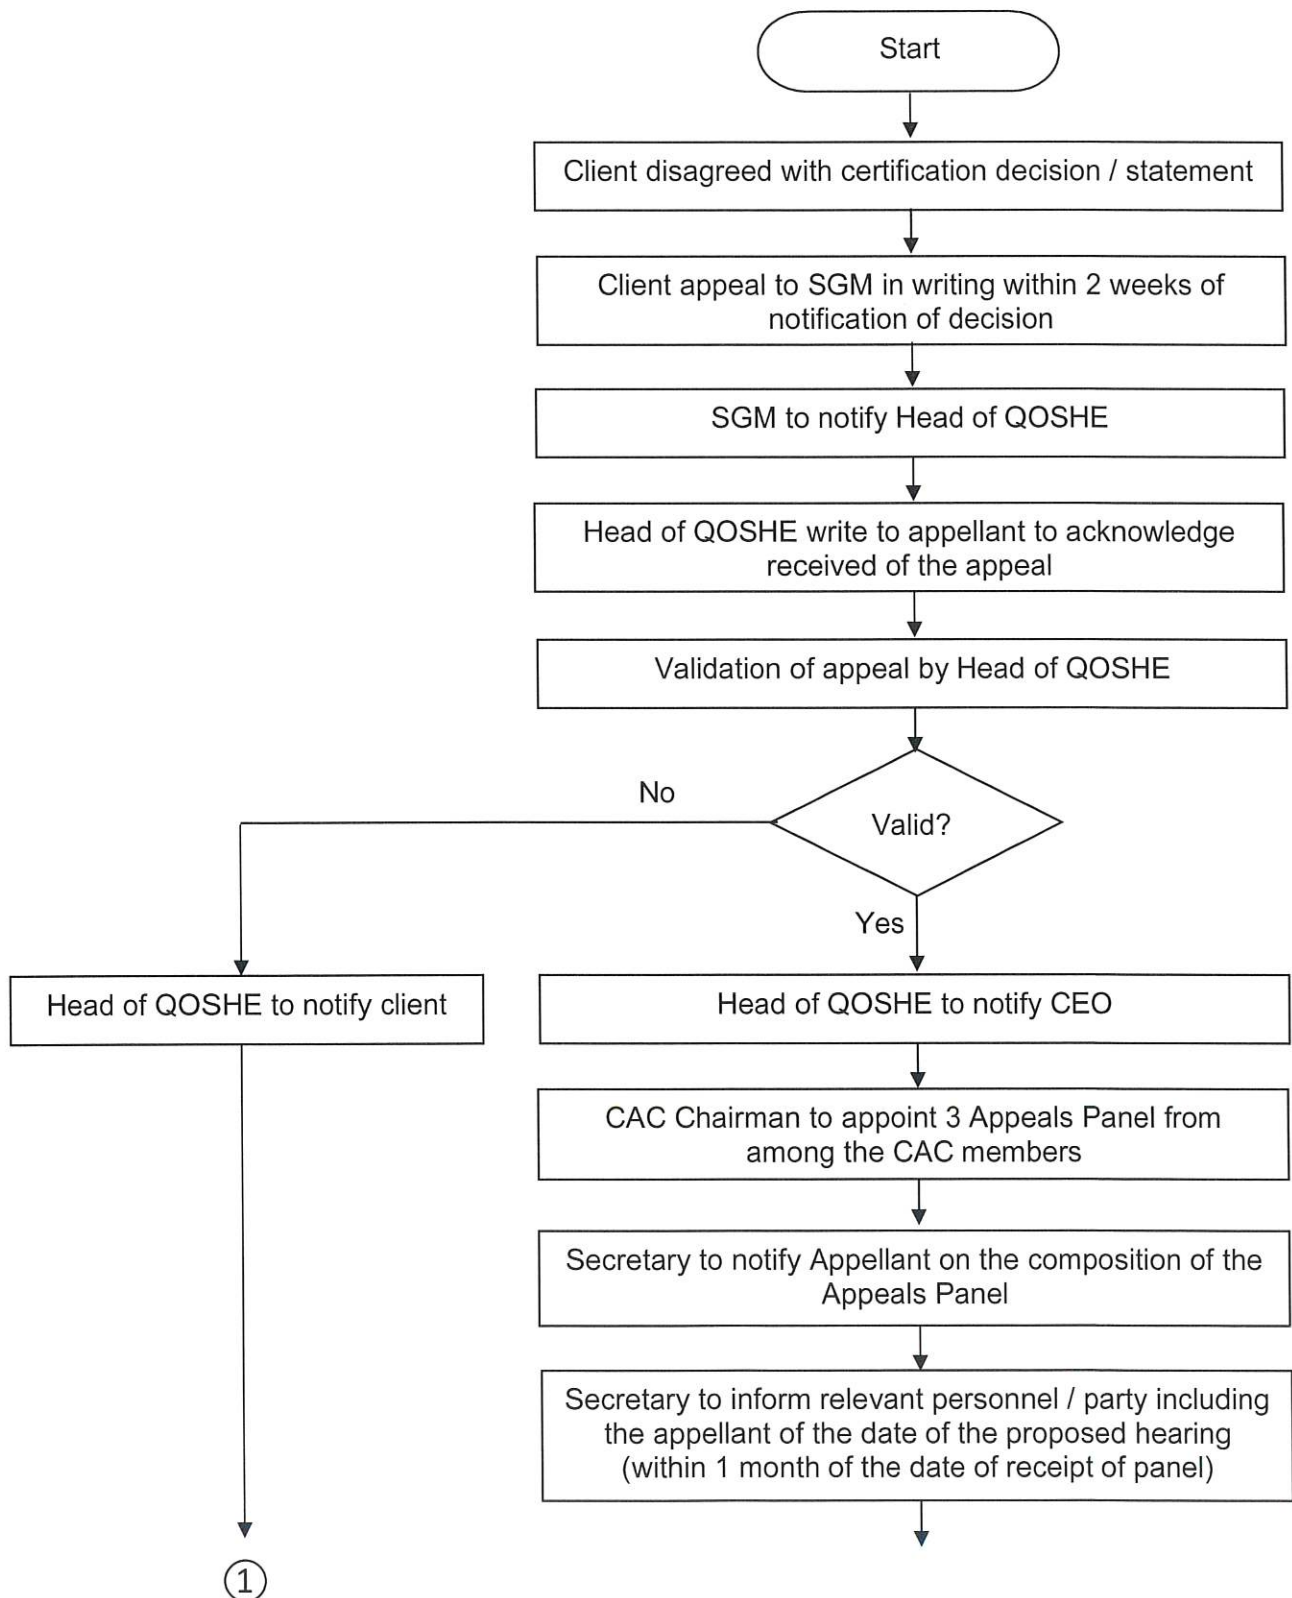 Start
Client disagreed with certification decision / statement
Client appeal to SGM in writing within 2 weeks of
notification of decision
SGM to notify Head of QOSHE
Head of QOSHE write to appellant to acknowledge
received of the appeal
Validation of appeal by Head of QOSHE
No
Valid?
Yes
Head of QOSHE to notify client
Head of QOSHE to notify CEO
CAC Chairman to appoint 3 Appeals Panel from
among the CAC members
Secretary to notify Appellant on the composition of the
Appeals Panel
Secretary to inform relevant personnel / party including
the appellant of the date of the proposed hearing
(within 1 month of the date of receipt of panel)
1